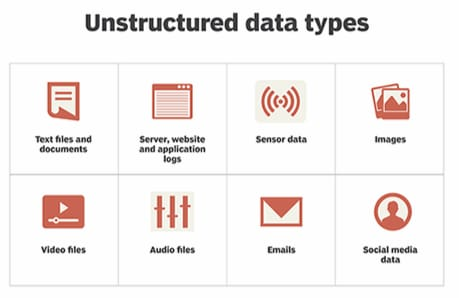 Unstructured data types
Text files and
documents
Server, website
and application
logs
Sensor data
Images
Video files
Audio files
Emails
Social media
data